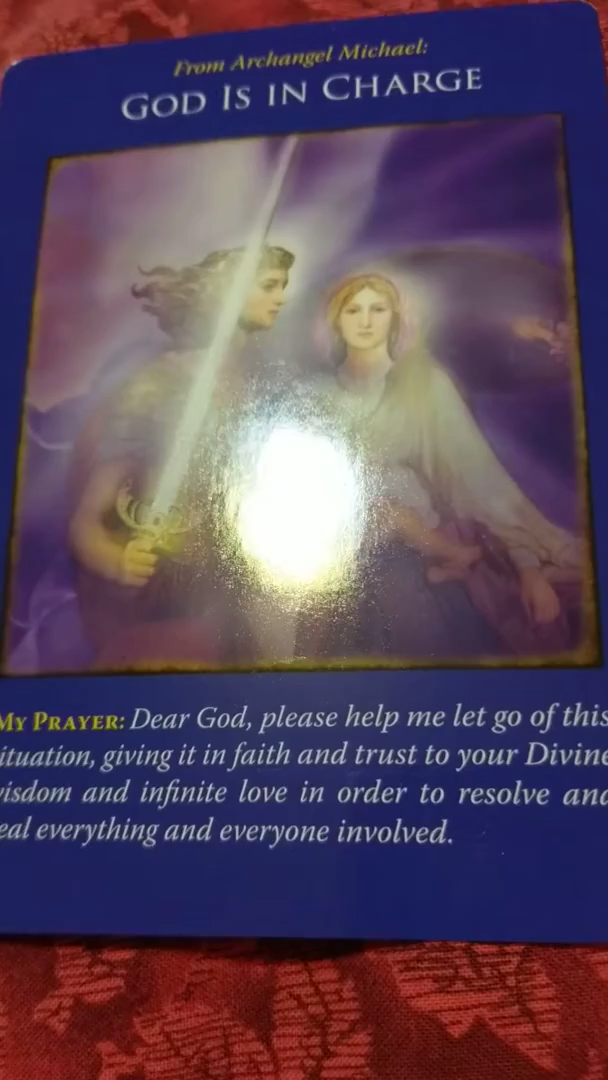 From Archangel Michael:
GOD IS IN CHARGE
MY PRAYER: Dear God, please help me let go of this
ituation, giving it in faith and trust to your Divine
isdom and infinite love in order to resolve and
eal everything and everyone involved.